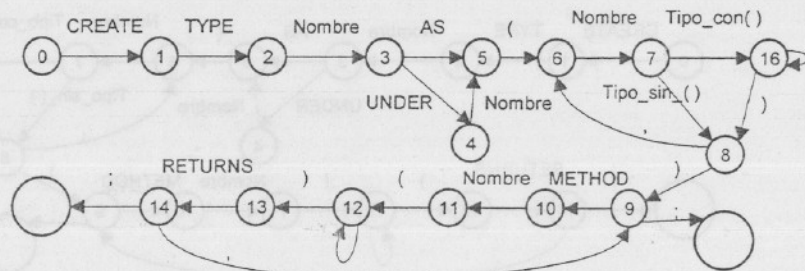 CREATE TYPE Nombre AS ( Nombre Tipo_con( )
0 1 2 3 5 6 7 16
UNDER Nombre Tipo_sin_( ) )
4 , 8
RETURNS ) ( Nombre METHOD )
14 13 12 11 10 9